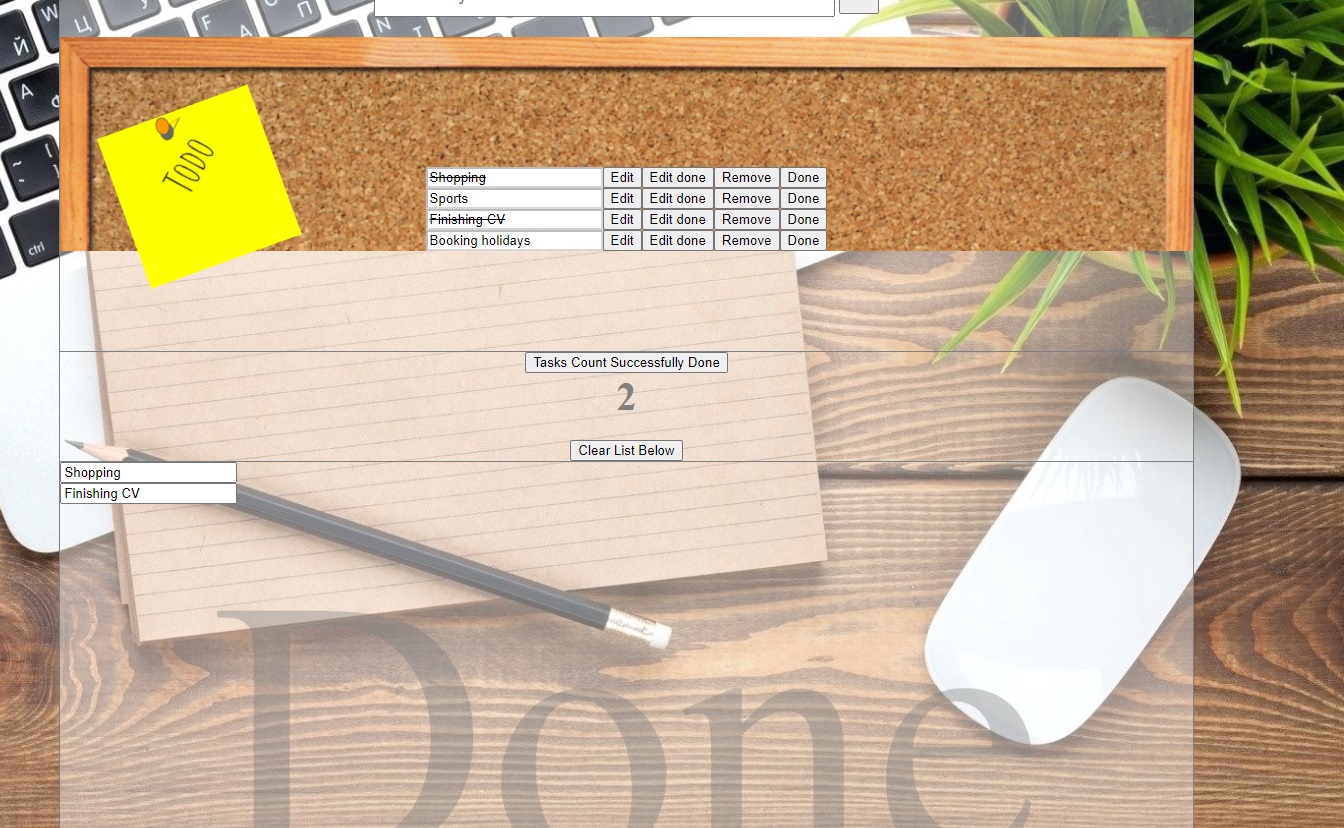 TODO
Shopping Edit Edit done Remove Done
Sports Edit Edit done Remove Done
Finishing CV Edit Edit done Remove Done
Booking holidays Edit Edit done Remove Done
Tasks Count Successfully Done
2
Clear List Below
Shopping
Finishing CV
Done
ctrl